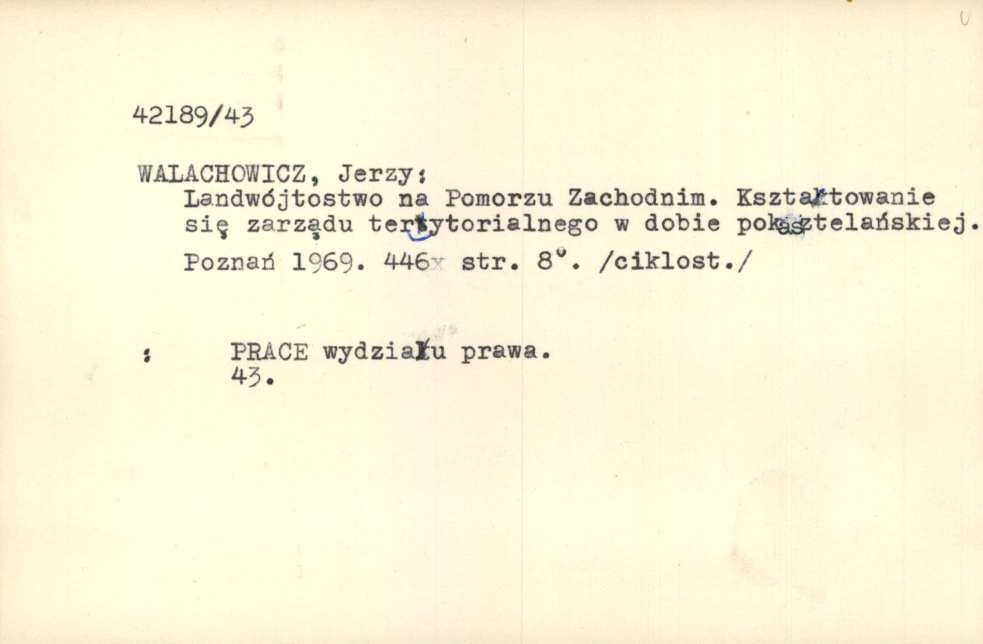 42189/43
WALACHOWICZ, Jerzy:
Landwójtostwo na Pomorzu Zachodnim. Kształtowanie
się zarządu terytorialnego w dobie pokasztelańskiej.
Poznań 1969. 446 str. 8°. /ciklost./
: PRACE wydziału prawa.
43.